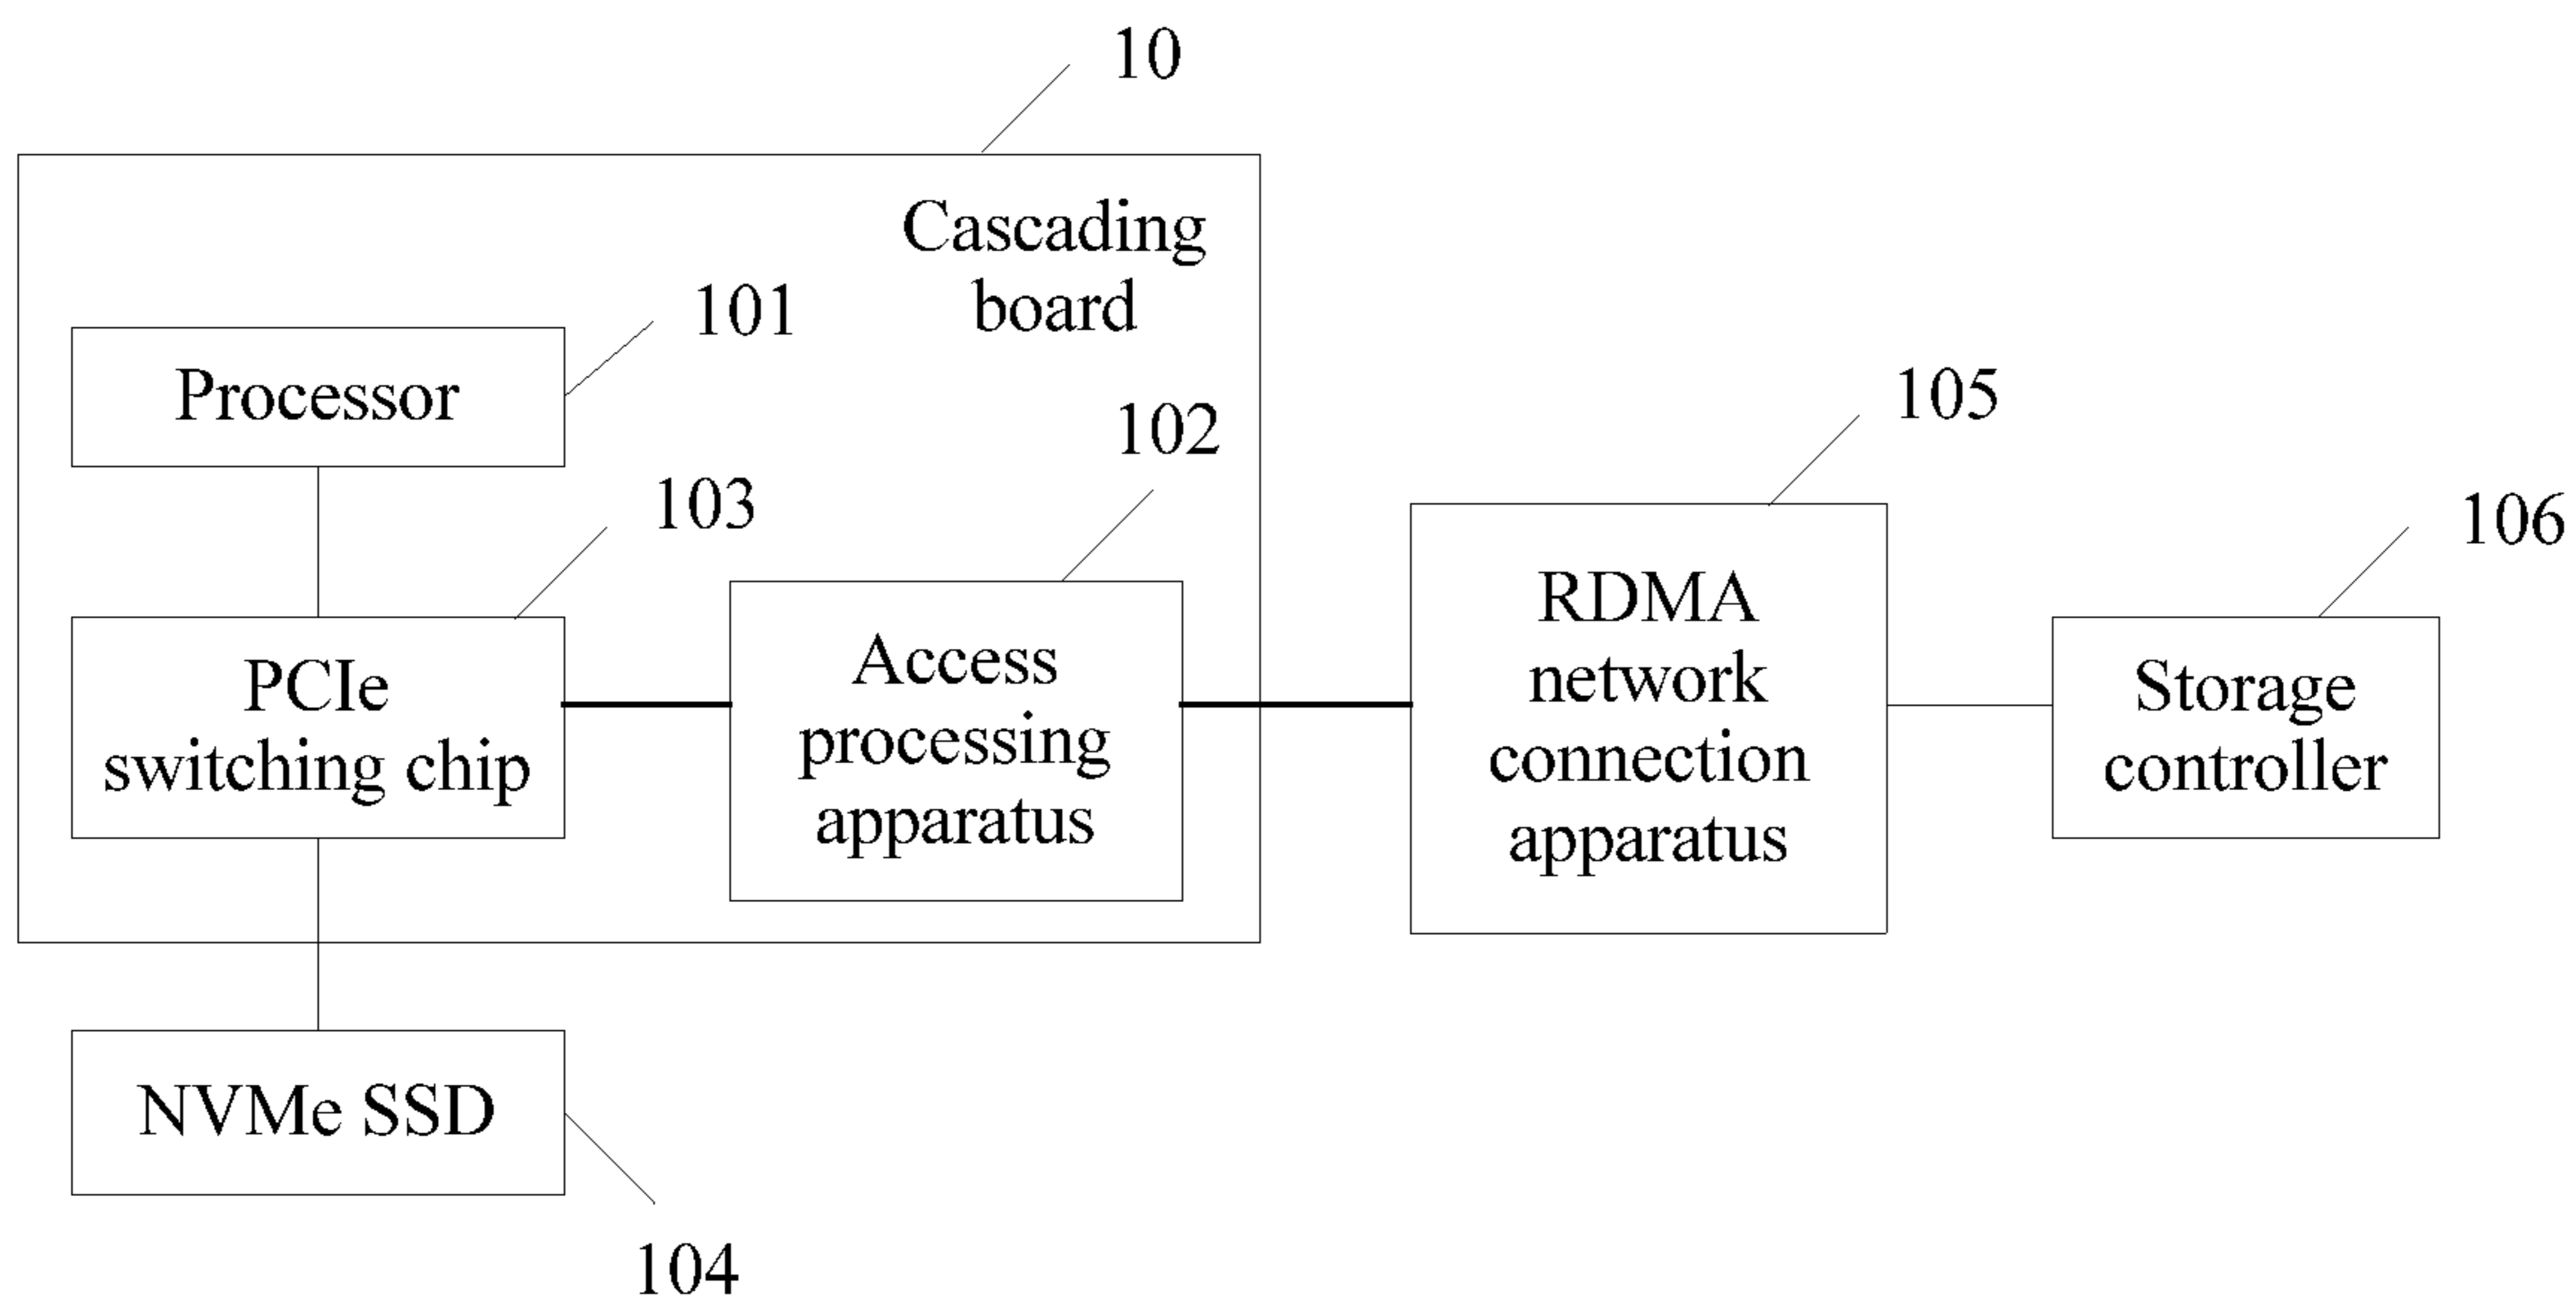 10
Cascading
board
101
Processor
102
103
105
106
PCIe
switching chip
Access
processing
apparatus
RDMA
network
connection
apparatus
Storage
controller
NVMe SSD
104